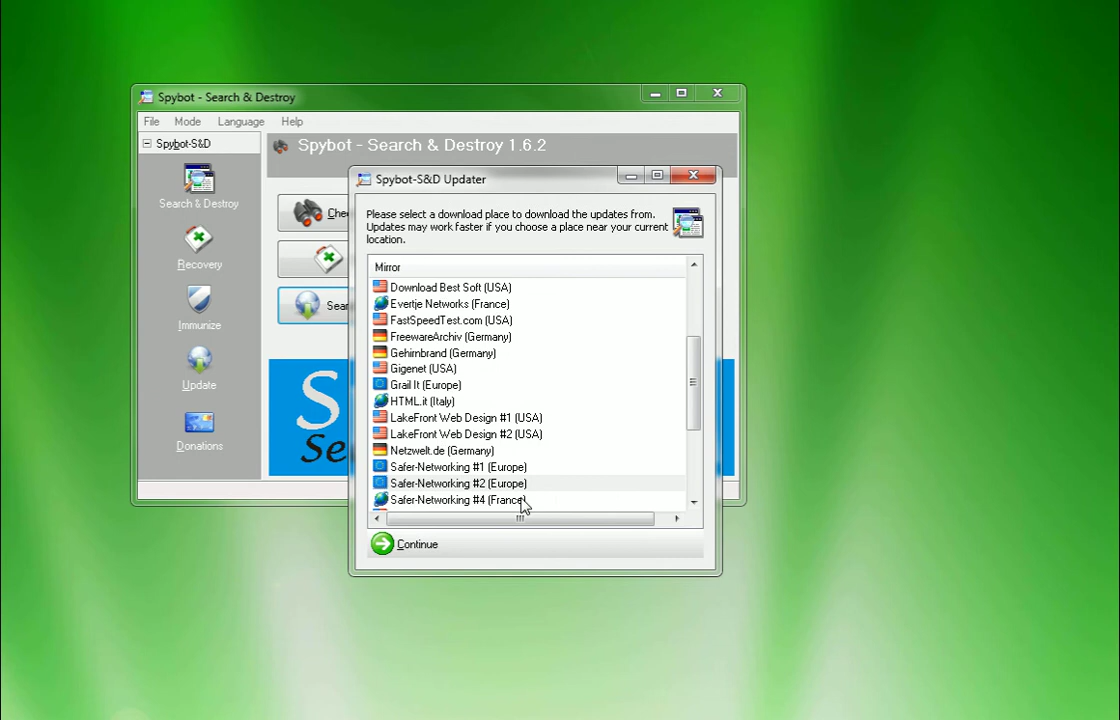 Spybot - Search & Destroy
File Mode Language Help
Spybot-S&D
Search & Destroy
Recovery
Immunize
Update
Donations
Spybot - Search & Destroy 1.6.2
Che
Sear
S
Se
Spybot-S&D Updater
Please select a download place to download the updates from.
Updates may work faster if you choose a place near your current
location.
Mirror
Download Best Soft (USA)
Evertje Networks (France)
FastSpeedTest.com (USA)
FreewareArchiv (Germany)
Gehirnbrand (Germany)
Gigenet (USA)
Grail It (Europe)
HTML.it (Italy)
LakeFront Web Design #1 (USA)
LakeFront Web Design #2 (USA)
Netzwelt.de (Germany)
Safer-Networking #1 (Europe)
Safer-Networking #2 (Europe)
Safer-Networking #4 (France)
Continue